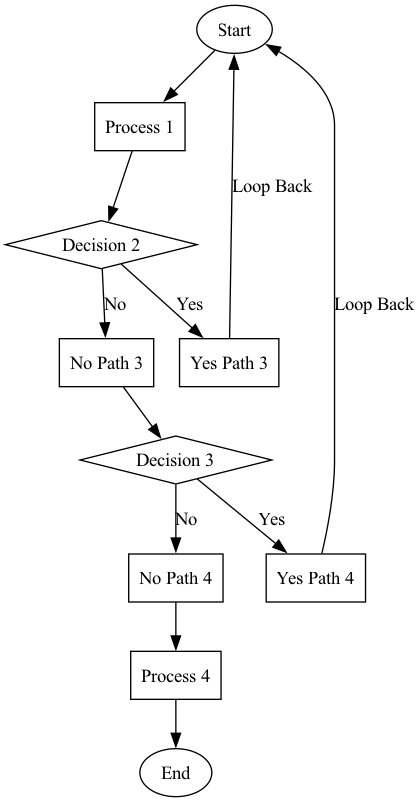 Start
Process 1
Loop Back
Decision 2
No
Yes
Loop Back
No Path 3
Yes Path 3
Decision 3
No
Yes
No Path 4
Yes Path 4
Process 4
End